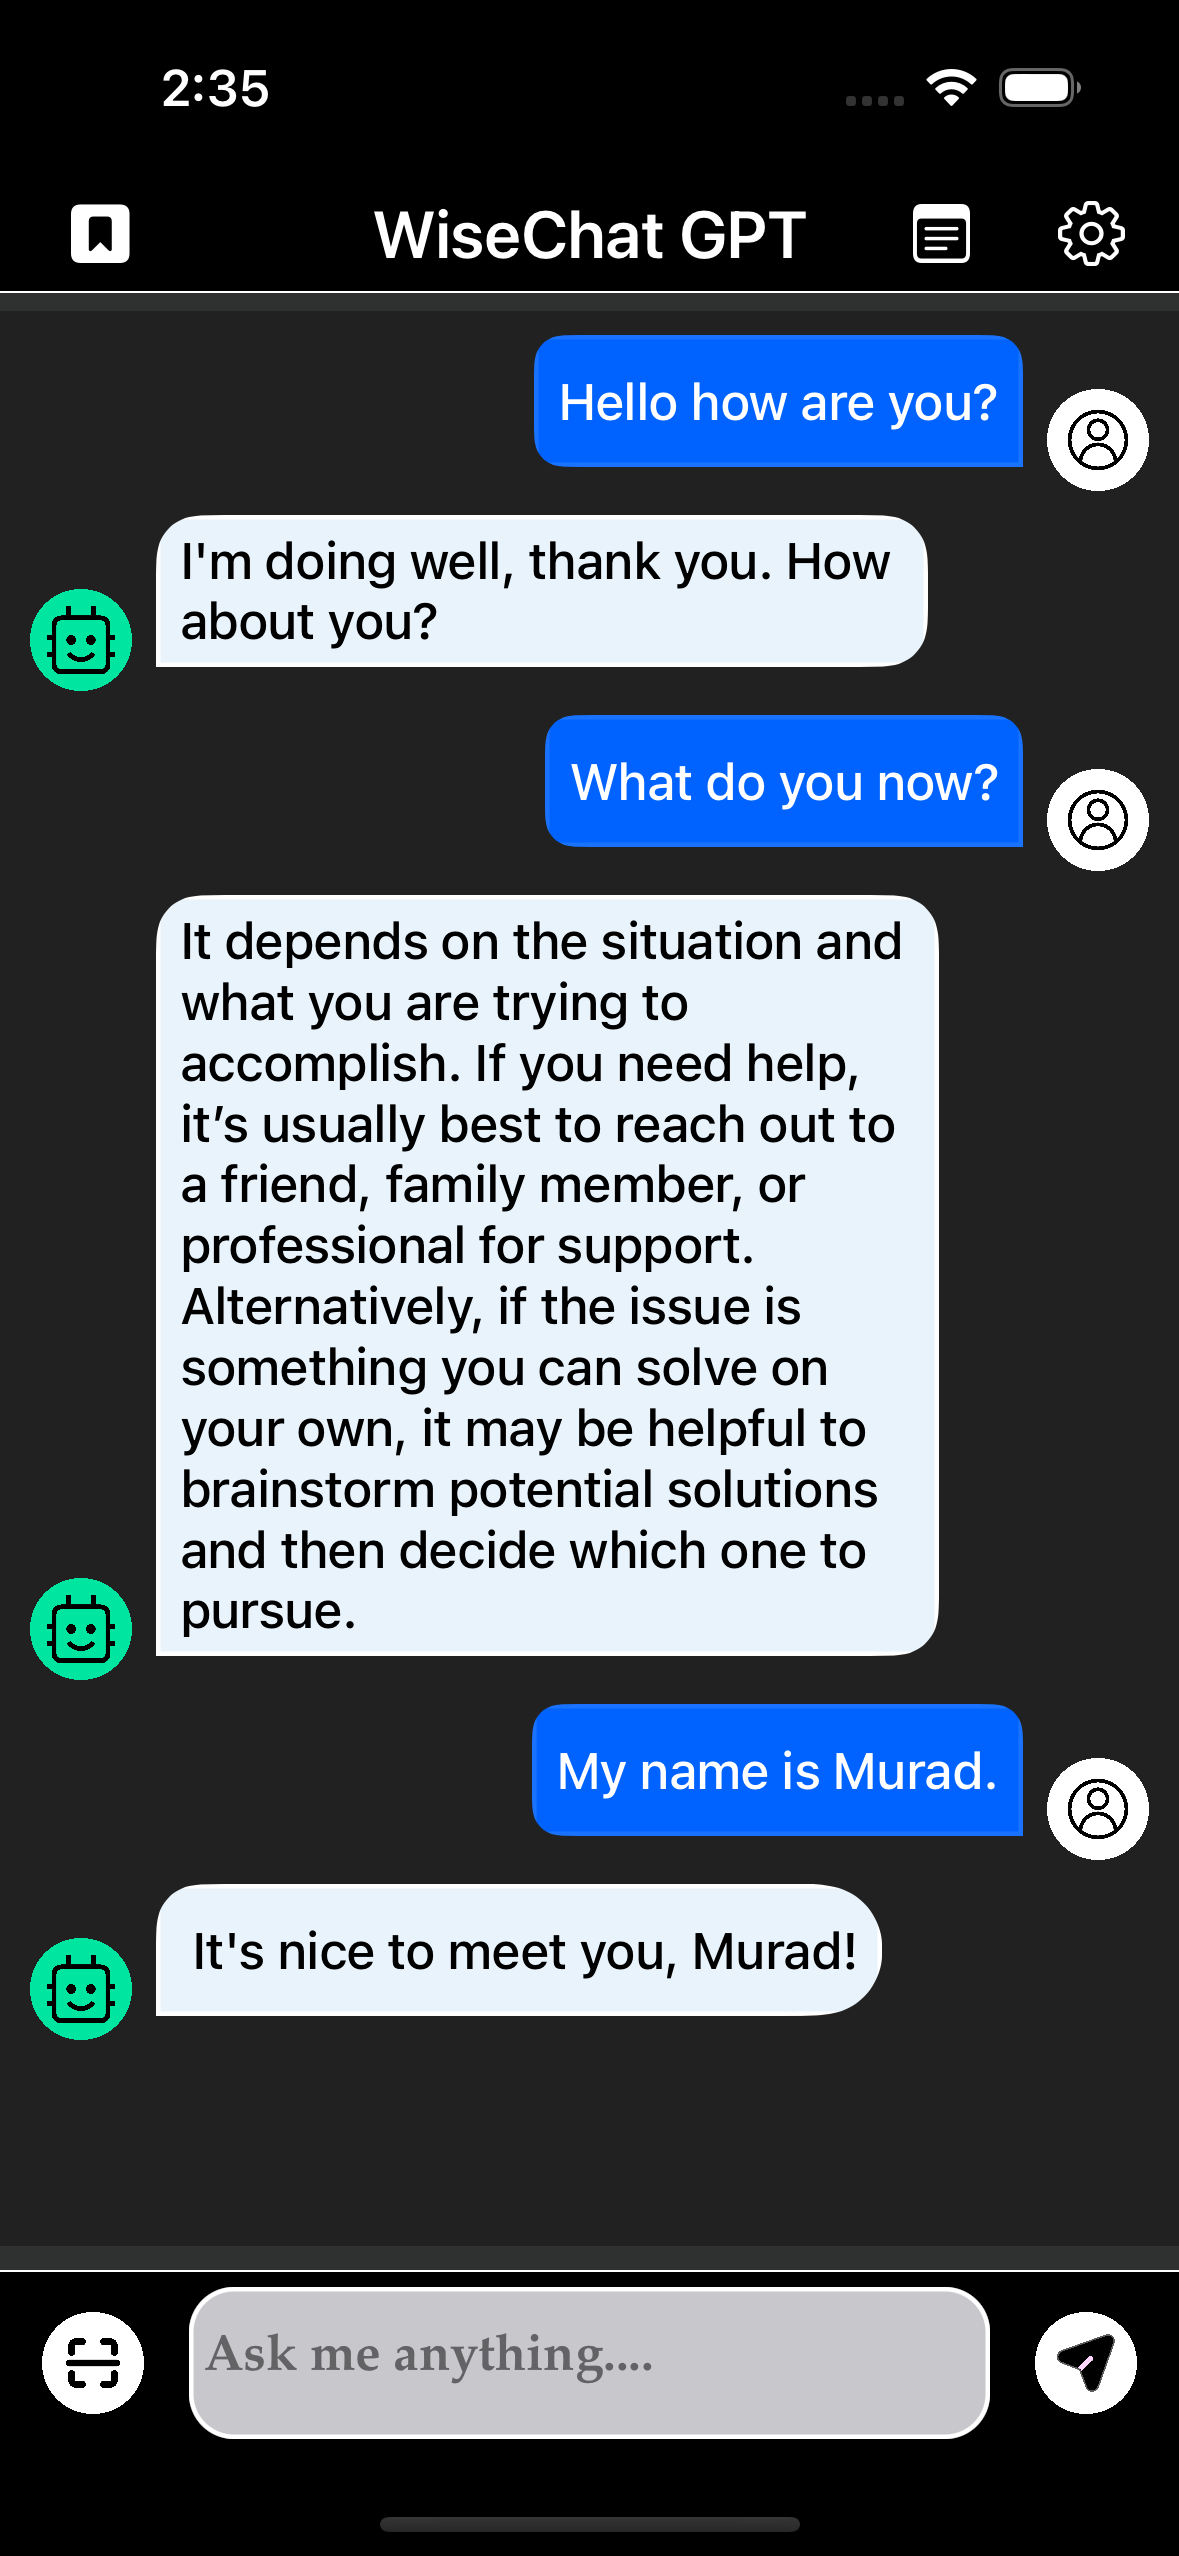 2:35
WiseChat GPT
Hello how are you?
I'm doing well, thank you. How
about you?
What do you now?
It depends on the situation and
what you are trying to
accomplish. If you need help,
it’s usually best to reach out to
a friend, family member, or
professional for support.
Alternatively, if the issue is
something you can solve on
your own, it may be helpful to
brainstorm potential solutions
and then decide which one to
pursue.
My name is Murad.
It's nice to meet you, Murad!
Ask me anything....